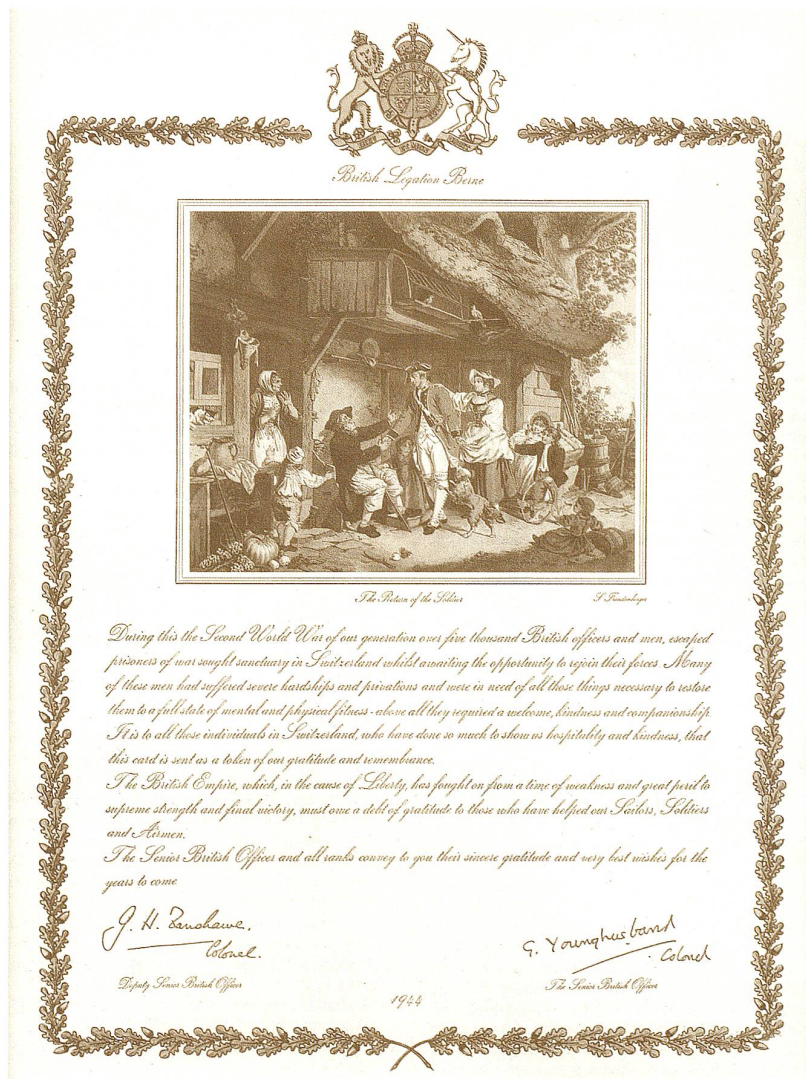 British Legation Berne
The Return of the Soldier
S. Freudenberger
During this the Second World War of our generation over five thousand British officers and men, escaped
prisoners of war sought sanctuary in Switzerland whilst awaiting the opportunity to rejoin their forces. Many
of these men had suffered severe hardships and privations and were in need of all those things necessary to restore
them to a full state of mental and physical fitness - above all they required a welcome, kindness and companionship.
It is to all those individuals in Switzerland, who have done so much to show us hospitality and kindness, that
this card is sent as a token of our gratitude and remembrance.
The British Empire, which, in the cause of Liberty, has fought on from a time of weakness and great peril to
supreme strength and final victory, must owe a debt of gratitude to those who have helped our Sailors, Soldiers
and Airmen.
The Senior British Officer and all ranks convey to you their sincere gratitude and very best wishes for the
years to come
J. H.
Colonel.
Deputy Senior British Officer
G. Younghusband
Colonel
The Senior British Officer
1944